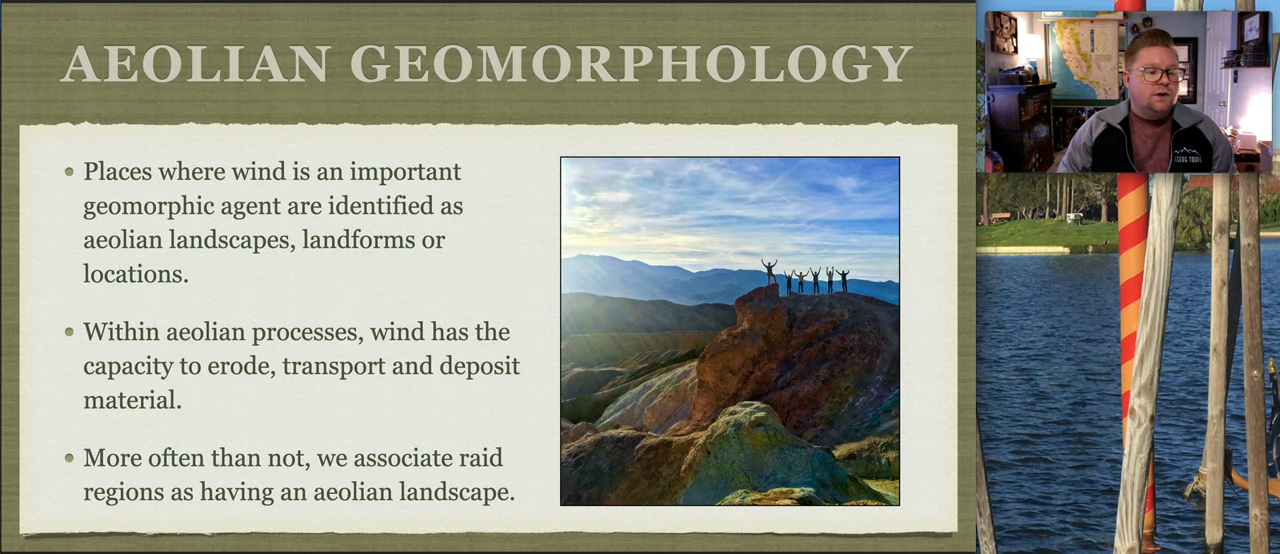 AEOLIAN GEOMORPHOLOGY
Places where wind is an important
geomorphic agent are identified as
aeolian landscapes, landforms or
locations.
Within aeolian processes, wind has the
capacity to erode, transport and deposit
material.
More often than not, we associate raid
regions as having an aeolian landscape.